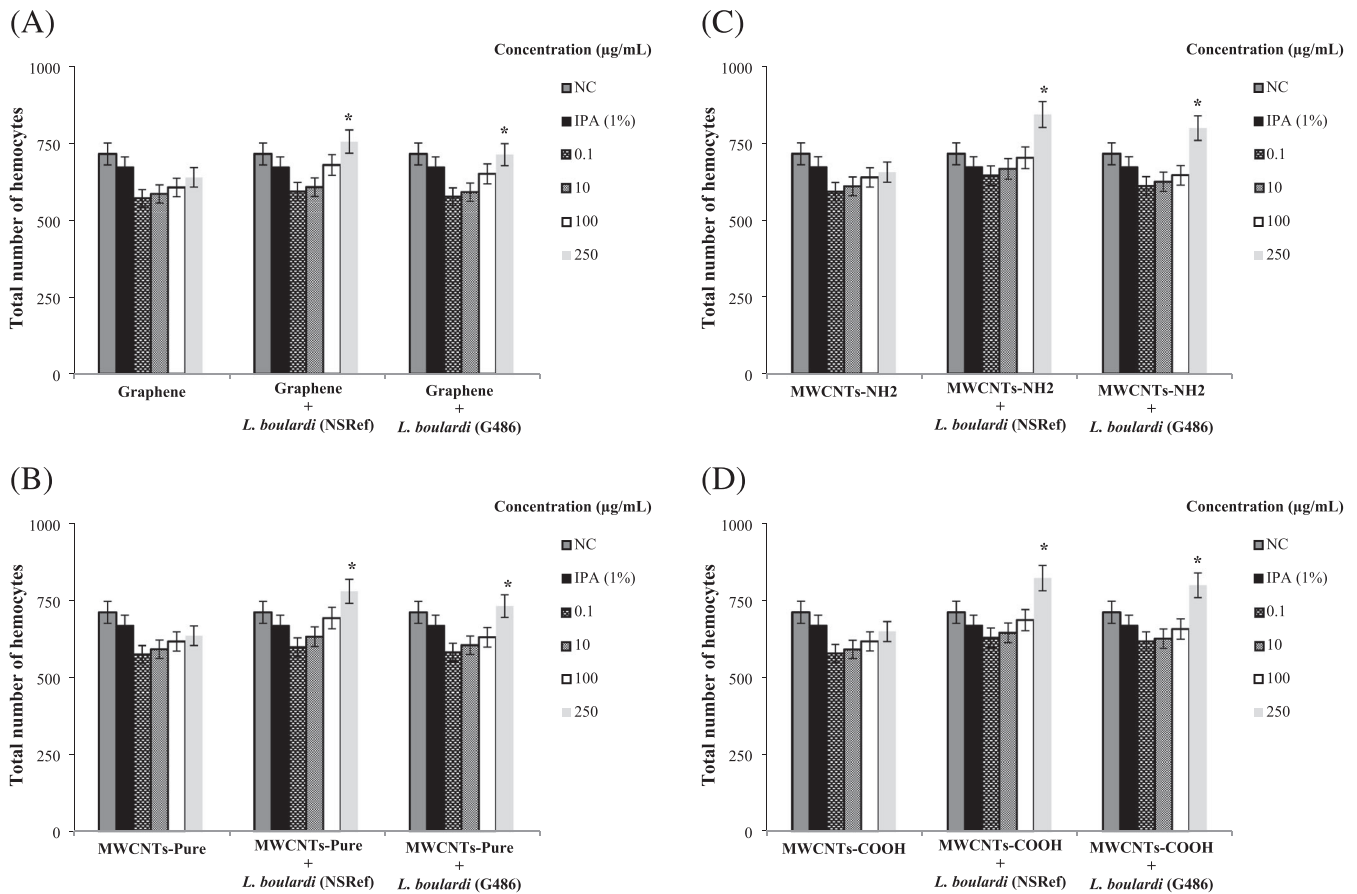 (A)
Concentration (µg/mL)
1000
750
500
250
0
Total number of hemocytes
NC
IPA (1%)
0.1
10
100
250
*
*
Graphene
Graphene
+
L. boulardi (NSRef)
Graphene
+
L. boulardi (G486)
(C)
Concentration (µg/mL)
1000
750
500
250
0
Total number of hemocytes
NC
IPA (1%)
0.1
10
100
250
*
*
MWCNTs-NH2
MWCNTs-NH2
+
L. boulardi (NSRef)
MWCNTs-NH2
+
L. boulardi (G486)
(B)
Concentration (µg/mL)
1000
750
500
250
0
Total number of hemocytes
NC
IPA (1%)
0.1
10
100
250
*
*
MWCNTs-Pure
MWCNTs-Pure
+
L. boulardi (NSRef)
MWCNTs-Pure
+
L. boulardi (G486)
(D)
Concentration (µg/mL)
1000
750
500
250
0
Total number of hemocytes
NC
IPA (1%)
0.1
10
100
250
*
*
MWCNTs-COOH
MWCNTs-COOH
+
L. boulardi (NSRef)
MWCNTs-COOH
+
L. boulardi (G486)